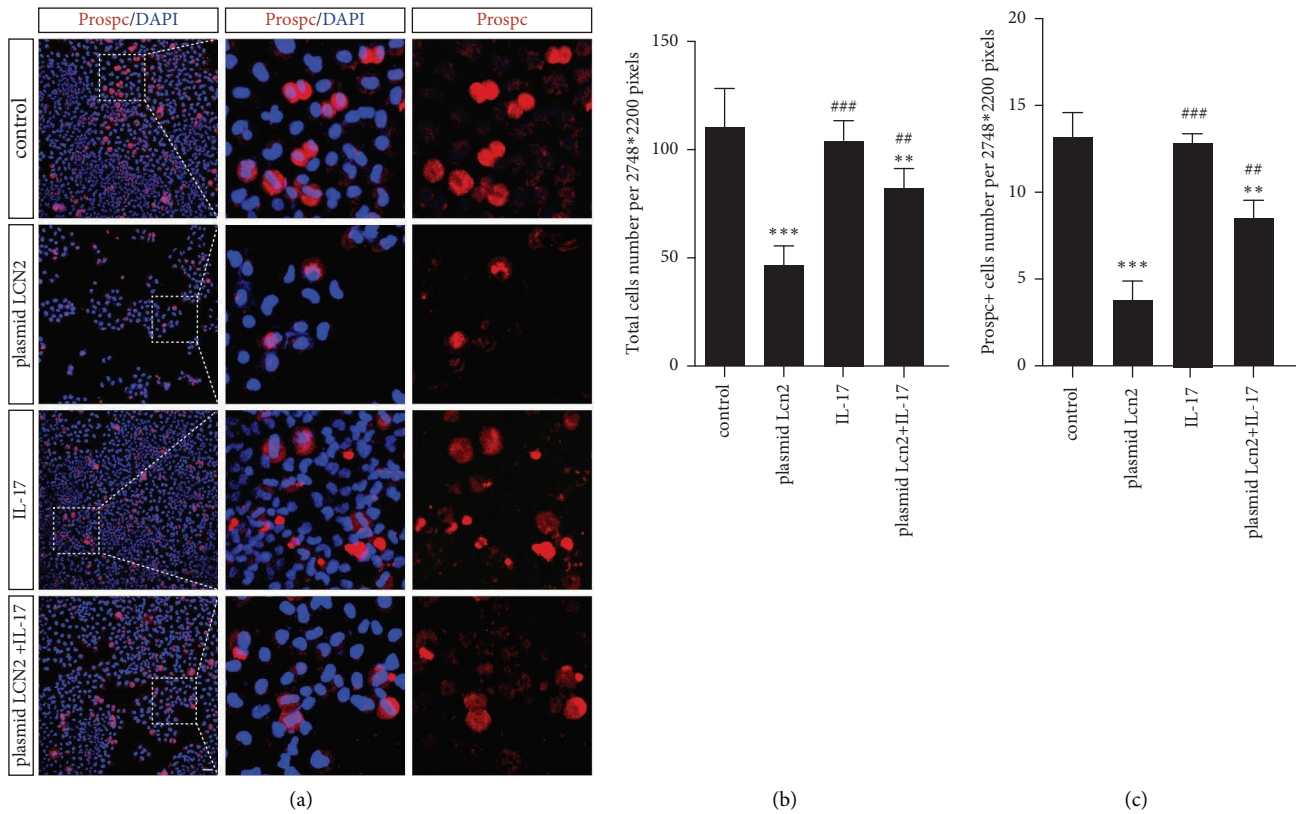 Prospc/DAPI
Prospc/DAPI
Prospc
control
plasmid LCN2
IL-17
plasmid LCN2 +IL-17
(a)
Total cells number per 2748*2200 pixels
150
100
50
0
***
###
##
**
control
plasmid Lcn2
IL-17
plasmid Lcn2+IL-17
(b)
Prospc+ cells number per 2748*2200 pixels
20
15
10
5
0
***
###
##
**
control
plasmid Lcn2
IL-17
plasmid Lcn2+IL-17
(c)